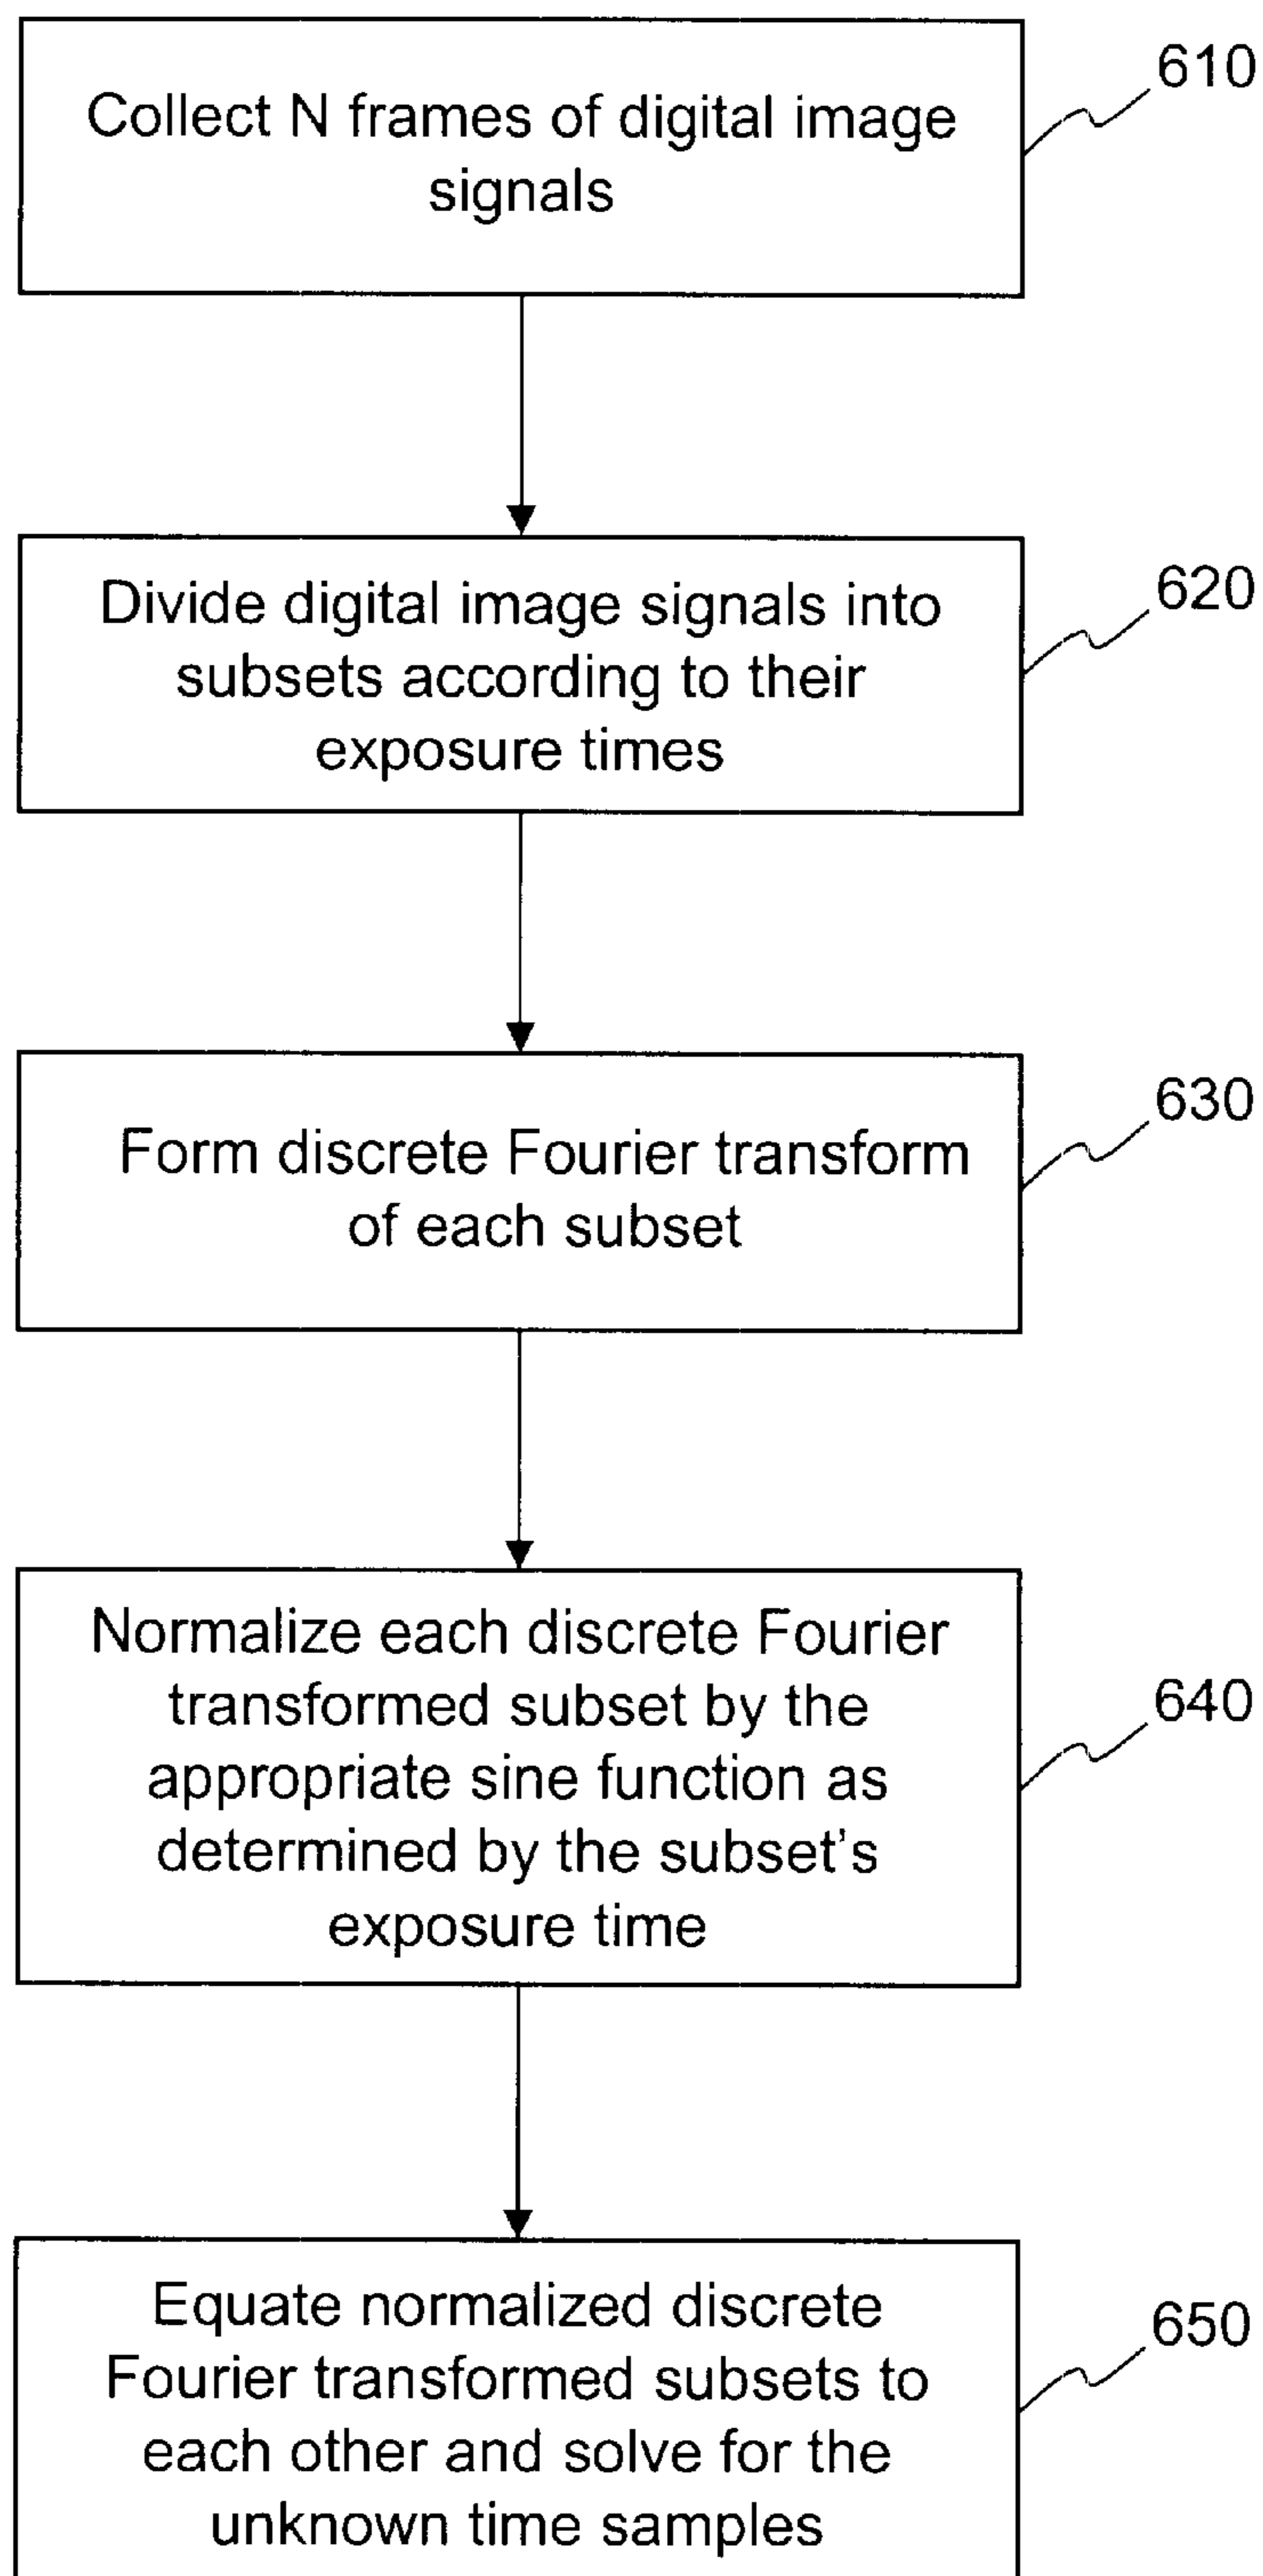 Collect N frames of digital image
signals
610
Divide digital image signals into
subsets according to their
exposure times
620
Form discrete Fourier transform
of each subset
630
Normalize each discrete Fourier
transformed subset by the
appropriate sine function as
determined by the subset's
exposure time
640
Equate normalized discrete
Fourier transformed subsets to
each other and solve for the
unknown time samples
650